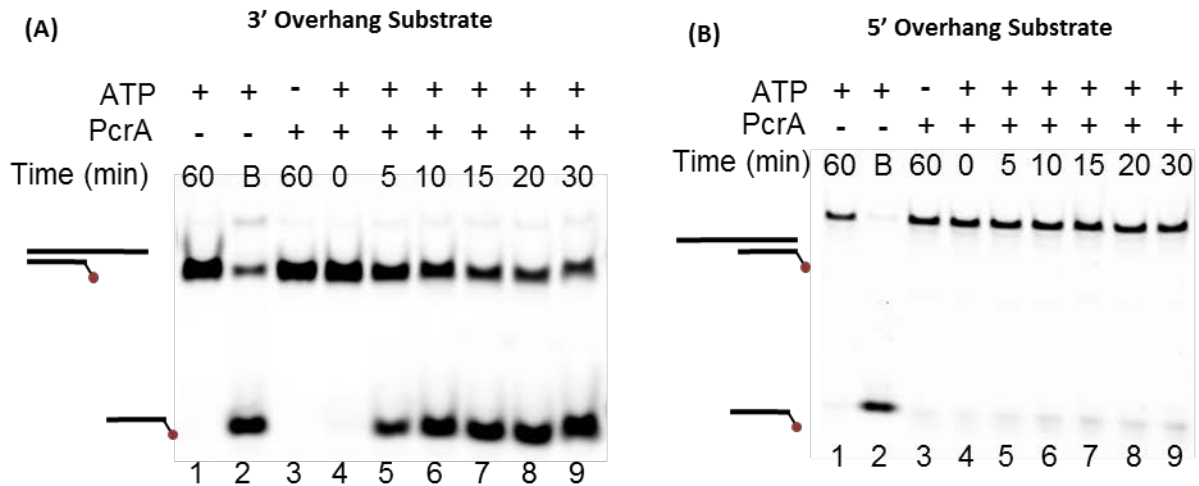 (A) 3’ Overhang Substrate
ATP + + - + + + + + +
PcrA - - + + + + + + +
Time (min) 60 B 60 0 5 10 15 20 30
1 2 3 4 5 6 7 8 9
(B) 5’ Overhang Substrate
ATP + + - + + + + + +
PcrA - - + + + + + + +
Time (min) 60 B 60 0 5 10 15 20 30
1 2 3 4 5 6 7 8 9